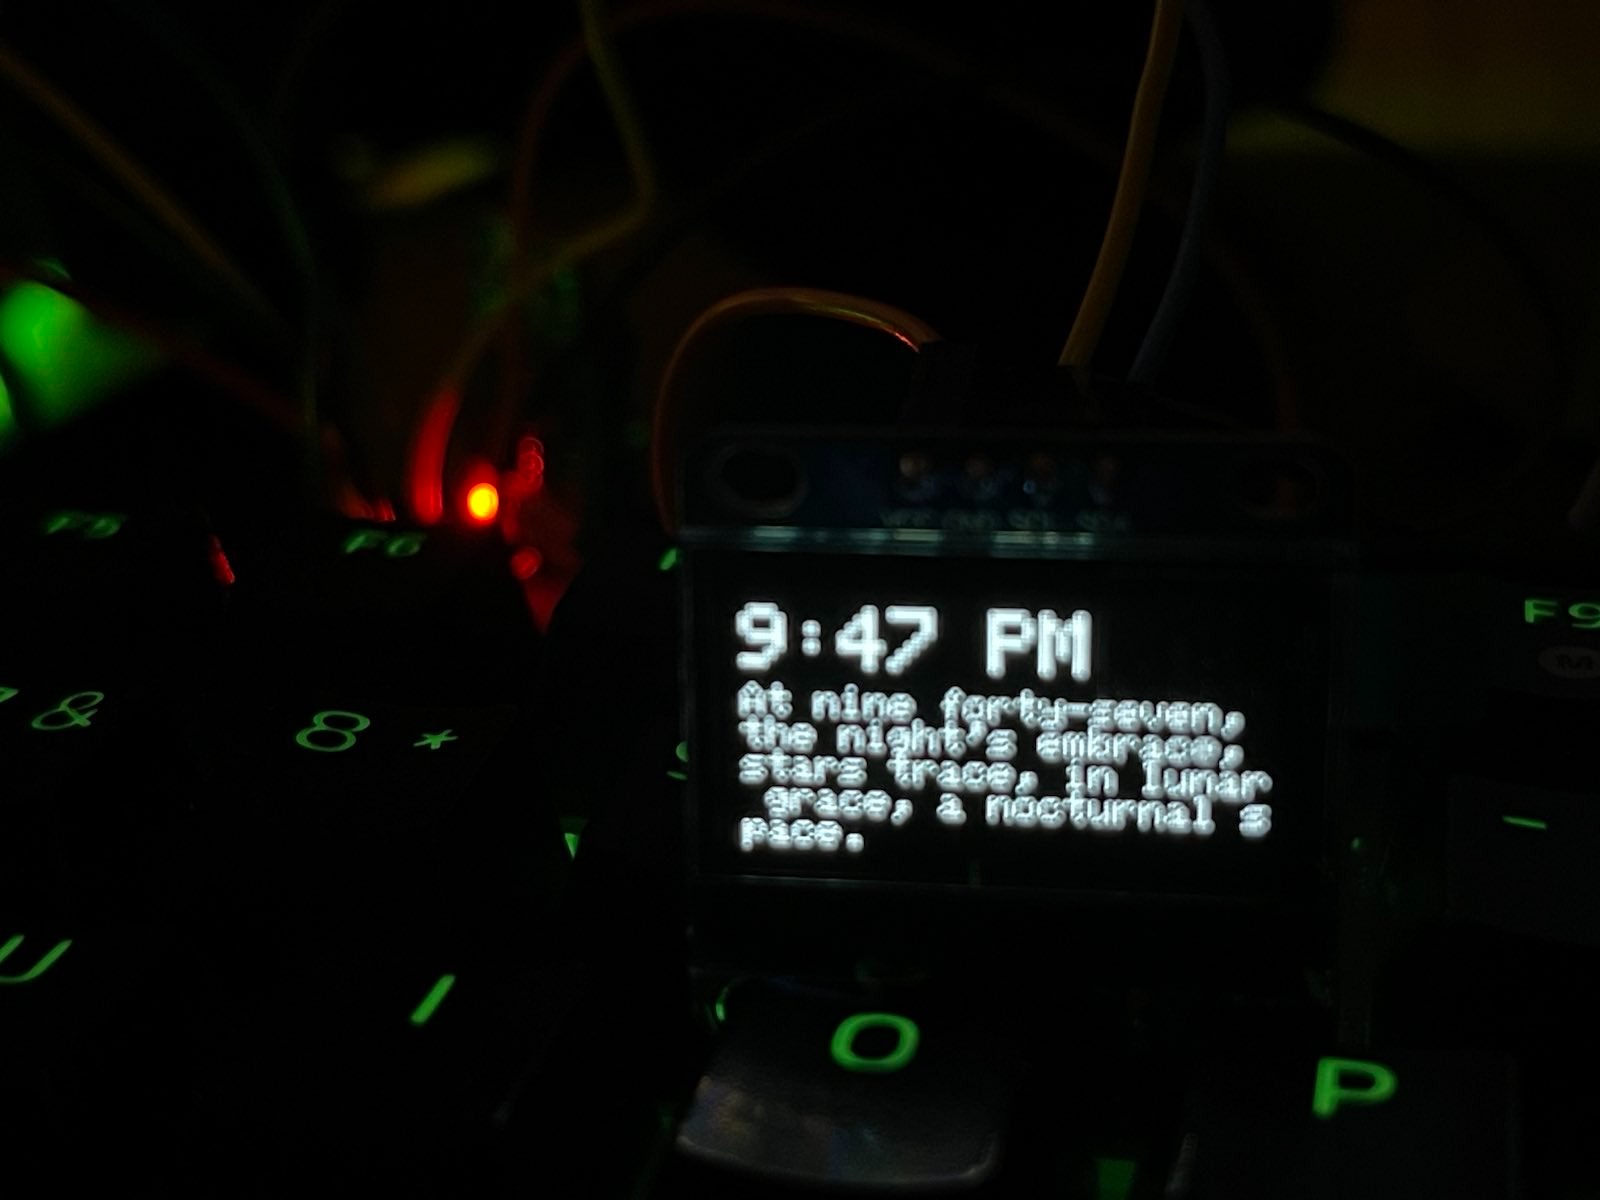 F5
F6
F9
9:47 PM
At nine forty-seven,
the night's embrace,
stars trace, in lunar
grace, a nocturnal s
pace.
&
8 *
U
I
O
P
-